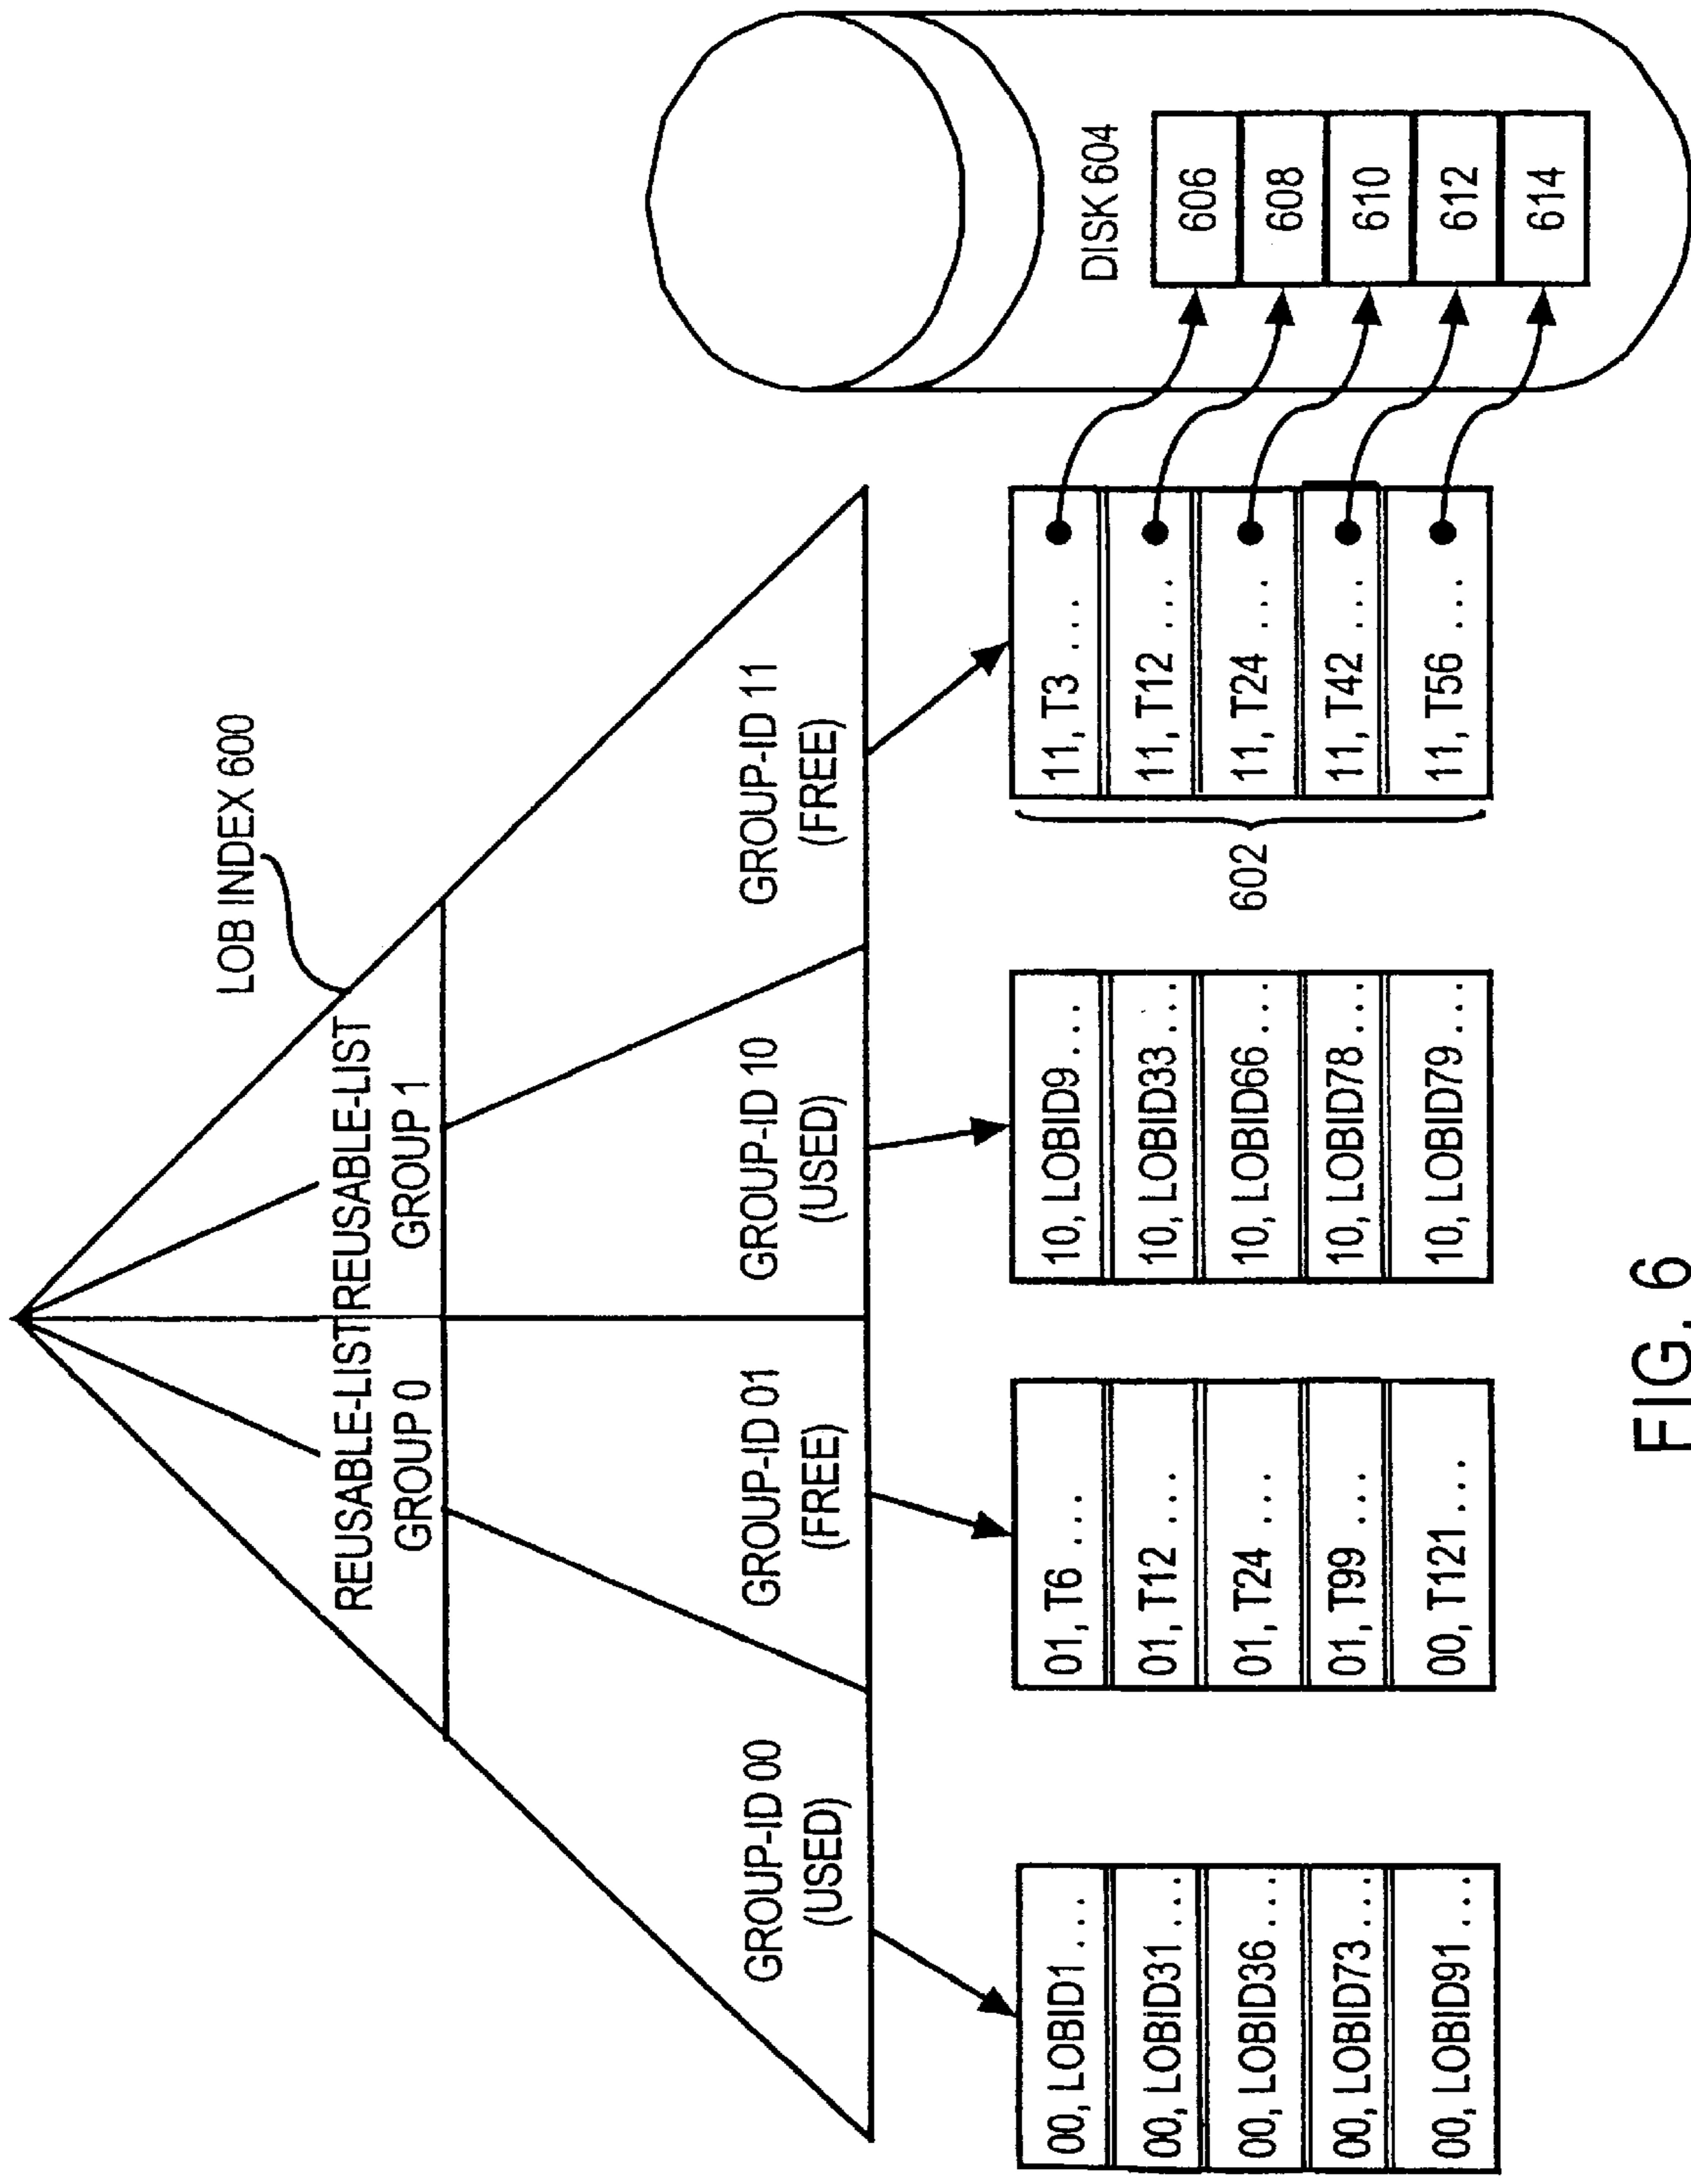 LOB INDEX 600
REUSABLE-LIST
GROUP 0
REUSABLE-LIST
GROUP 1
GROUP-ID 00
(USED)
GROUP-ID 01
(FREE)
GROUP-ID 10
(USED)
GROUP-ID 11
(FREE)
00, LOBID1 ...
00, LOBID31 ...
00, LOBID36 ...
00, LOBID73 ...
00, LOBID91 ...
01, T6 ...
01, T12 ...
01, T24 ...
01, T99 ...
00, T121 ...
10, LOBID9 ...
10, LOBID33 ...
10, LOBID66 ...
10, LOBID78 ...
10, LOBID79 ...
602
11, T3 ...
11, T12 ...
11, T24 ...
11, T42 ...
11, T56 ...
DISK 604
606
608
610
612
614
FIG. 6